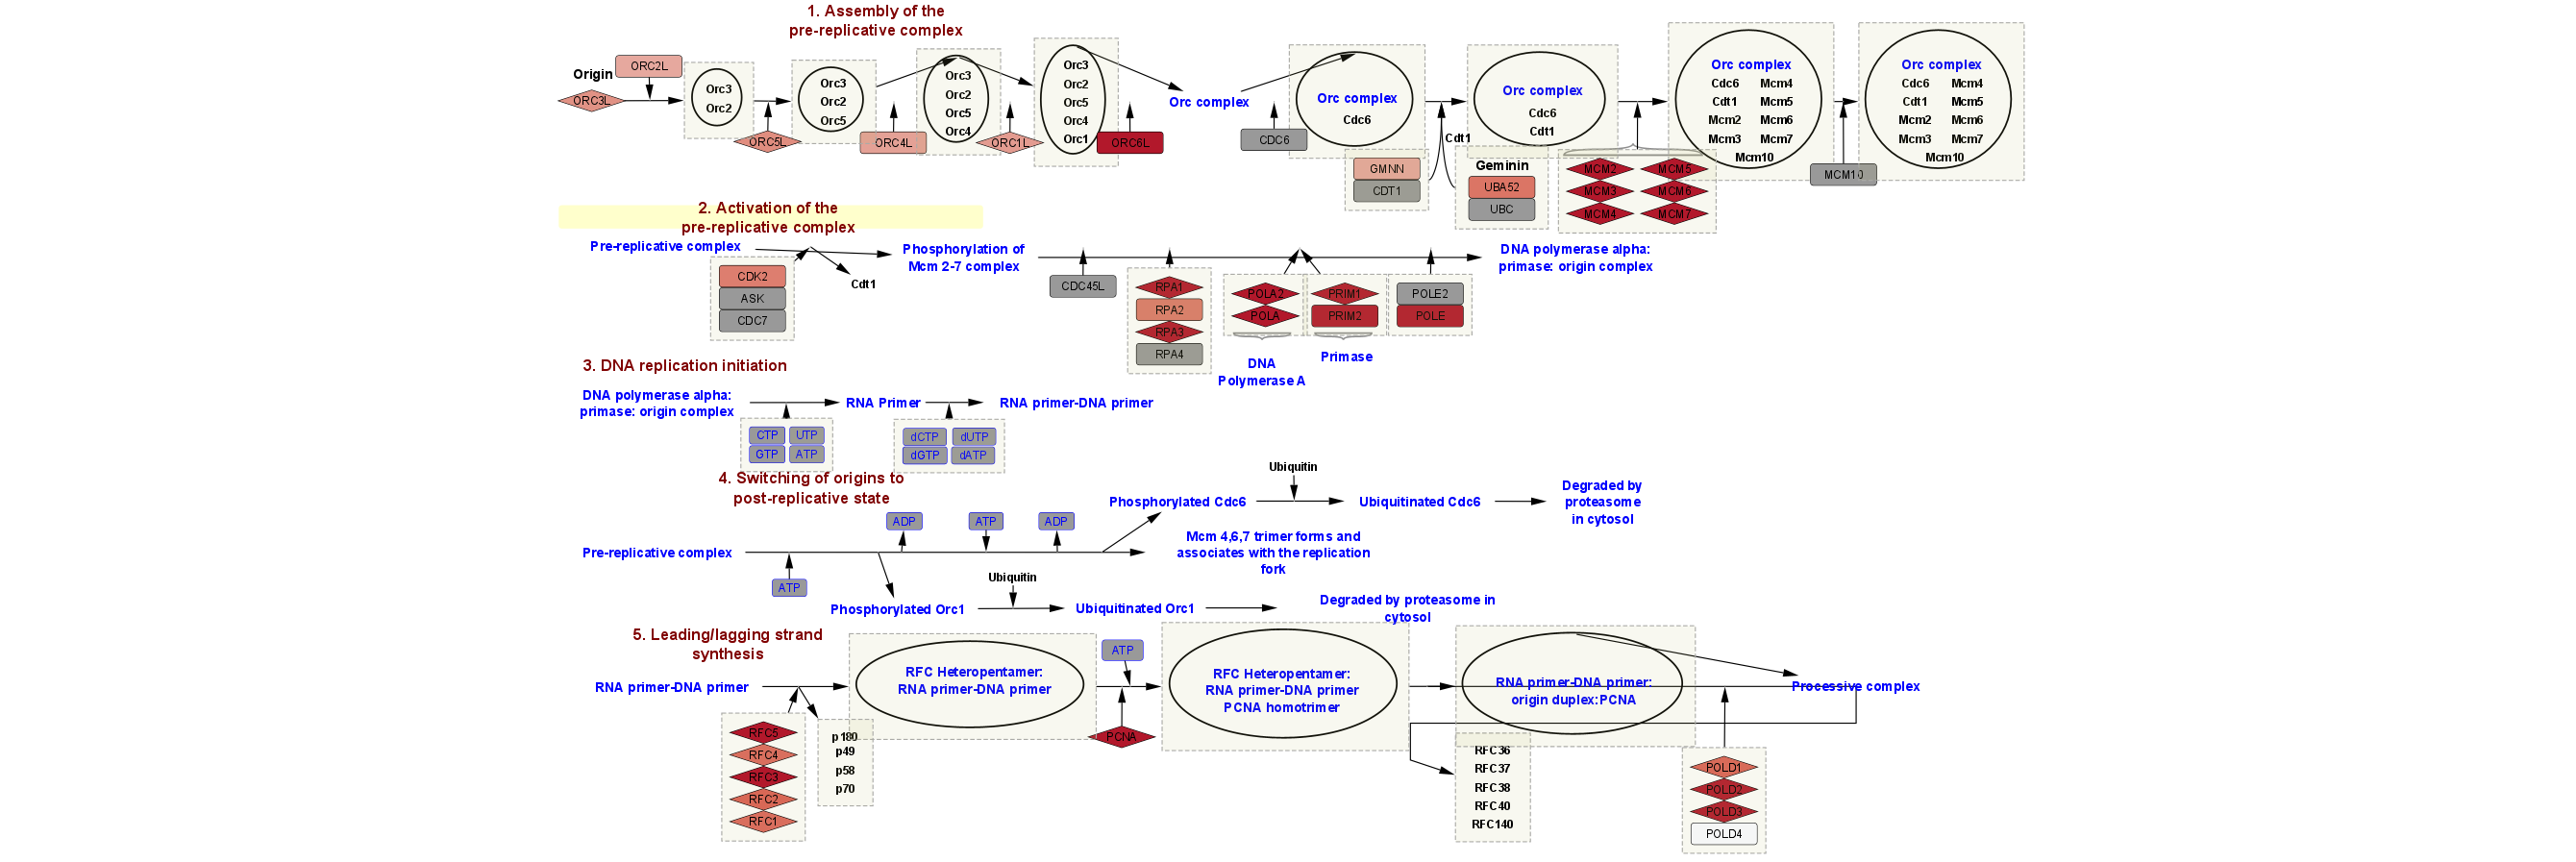 1. Assembly of the
pre-replicative complex
Origin
ORC2L
ORC3L
Orc3
Orc2
ORC5L
Orc3
Orc2
Orc5
ORC4L
Orc3
Orc2
Orc5
Orc4
ORC1L
Orc3
Orc2
Orc5
Orc4
Orc1
ORC6L
Orc complex
CDC6
Orc complex
Cdc6
Cdt1
GMNN
CDT1
Orc complex
Cdc6
Cdt1
Geminin
UBA52
UBC
MCM2 MCM5
MCM3 MCM6
MCM4 MCM7
Orc complex
Cdc6 Mcm4
Cdt1 Mcm5
Mcm2 Mcm6
Mcm3 Mcm7
Mcm10
MCM10
Orc complex
Cdc6 Mcm4
Cdt1 Mcm5
Mcm2 Mcm6
Mcm3 Mcm7
Mcm10
2. Activation of the
pre-replicative complex
Pre-replicative complex
CDK2
ASK
CDC7
Cdt1
Phosphorylation of
Mcm 2-7 complex
CDC45L
RPA1
RPA2
RPA3
RPA4
POLA2
POLA
DNA
Polymerase A
PRIM1
PRIM2
Primase
POLE2
POLE
DNA polymerase alpha:
primase: origin complex
3. DNA replication initiation
DNA polymerase alpha:
primase: origin complex
CTP UTP
GTP ATP
RNA Primer
dCTP dUTP
dGTP dATP
RNA primer-DNA primer
4. Switching of origins to
post-replicative state
Pre-replicative complex
ATP
ADP
ATP
ADP
Phosphorylated Cdc6
Ubiquitin
Ubiquitinated Cdc6
Degraded by
proteasome
in cytosol
Mcm 4,6,7 trimer forms and
associates with the replication
fork
Phosphorylated Orc1
Ubiquitin
Ubiquitinated Orc1
Degraded by proteasome in
cytosol
5. Leading/lagging strand
synthesis
RNA primer-DNA primer
RFC5
RFC4
RFC3
RFC2
RFC1
p180
p49
p58
p70
RFC Heteropentamer:
RNA primer-DNA primer
ATP
PCNA
RFC Heteropentamer:
RNA primer-DNA primer
PCNA homotrimer
RNA primer-DNA primer:
origin duplex:PCNA
RFC36
RFC37
RFC38
RFC40
RFC140
Processive complex
POLD1
POLD2
POLD3
POLD4